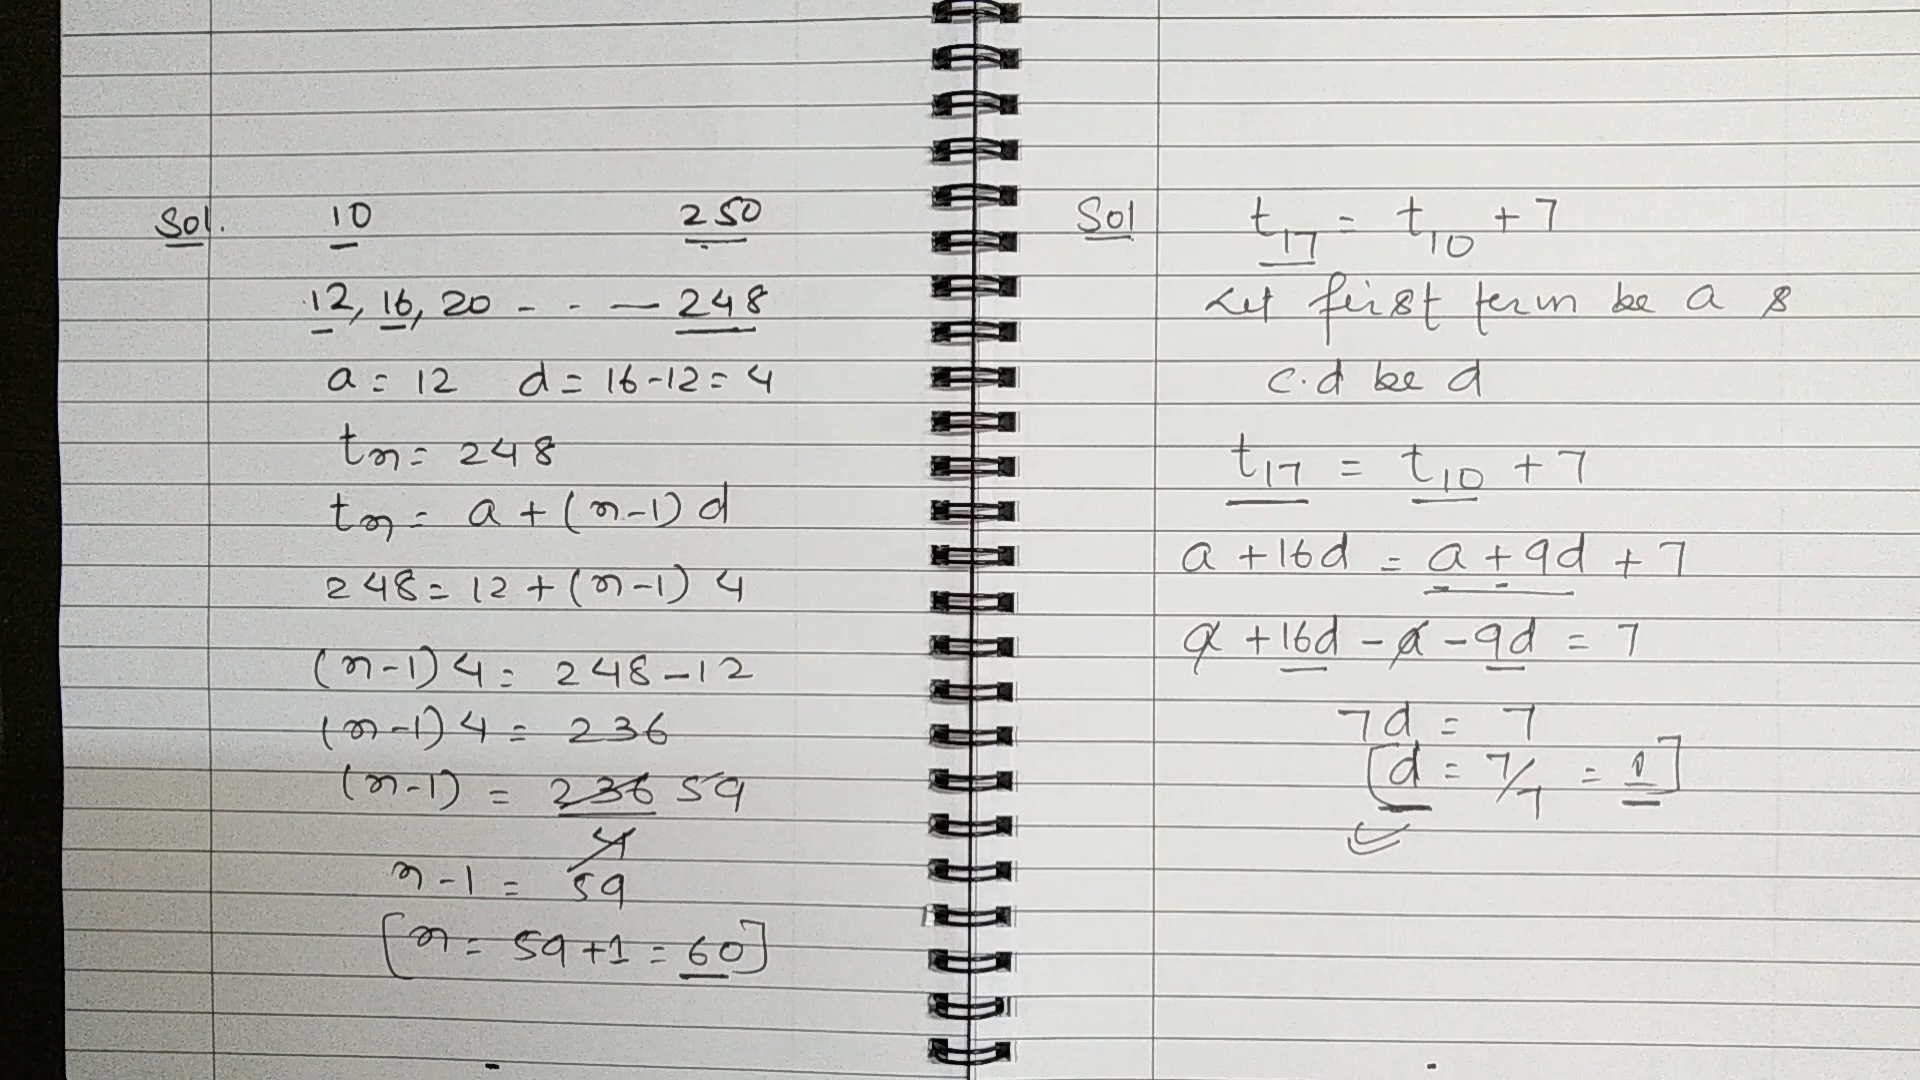 Sol. 10 250
12, 16, 20 - - — 248
a = 12 d = 16-12 = 4
tn = 248
tn = a + (n-1) d
248 = 12 + (n-1) 4
(n-1) 4 = 248-12
(n-1) 4 = 236
(n-1) = 236/4 59
n-1 = 59
[n = 59+1 = 60]
Sol t17 = t10 + 7
Let first term be a &
c.d be d
t17 = t10 + 7
a + 16d = a + 9d + 7
a + 16d - a - 9d = 7
7d = 7
[d = 7/7 = 1]